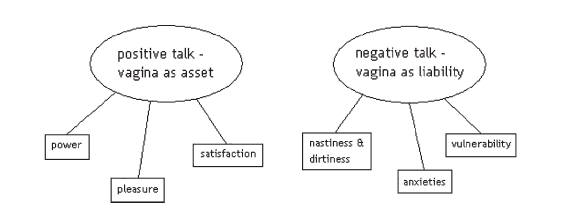 positive talk -
vagina as asset
negative talk -
vagina as liability
power
pleasure
satisfaction
nastiness &
dirtiness
anxieties
vulnerability